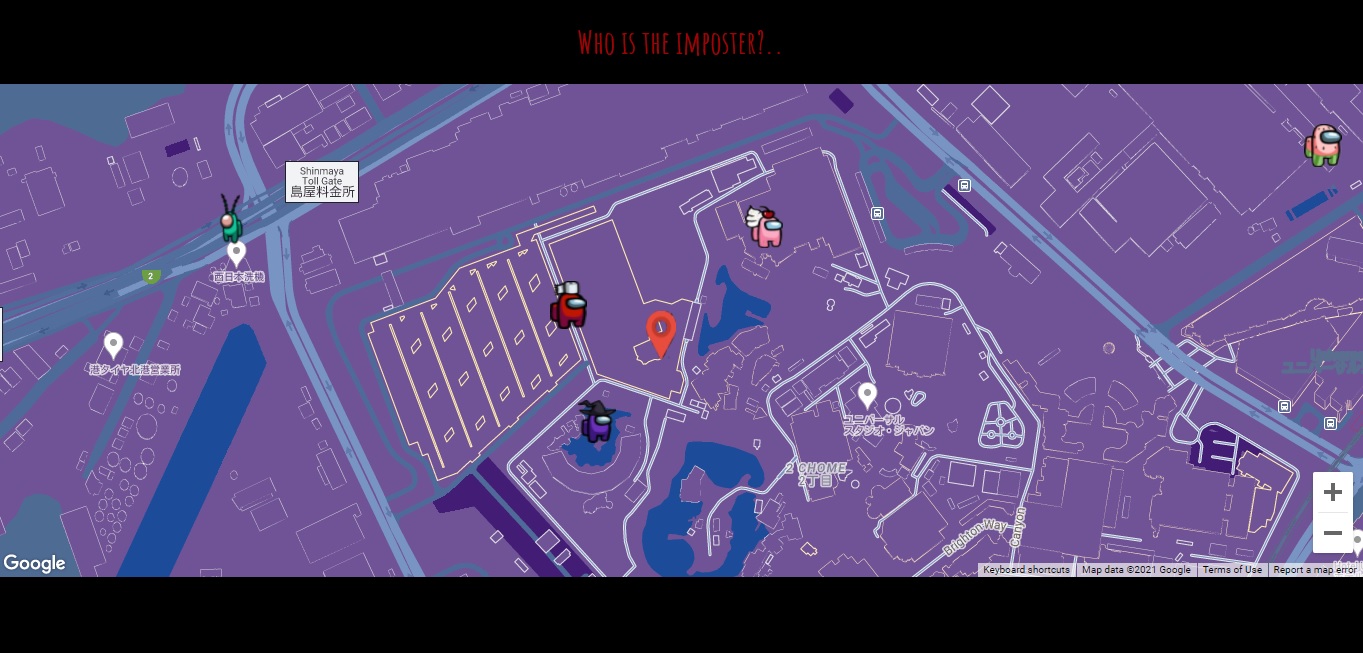 Who is the imposter?..
Shinmaya
Toll Gate
島屋料金所
2
西日本洗機
港タイヤ北港営業所
J
ユニバーサル
スタジオ・ジャパン
2 CHOME
2丁目
Brighton Way
Canyon
+
−
Google
Keyboard shortcuts
Map data ©2021 Google
Terms of Use
Report a map error